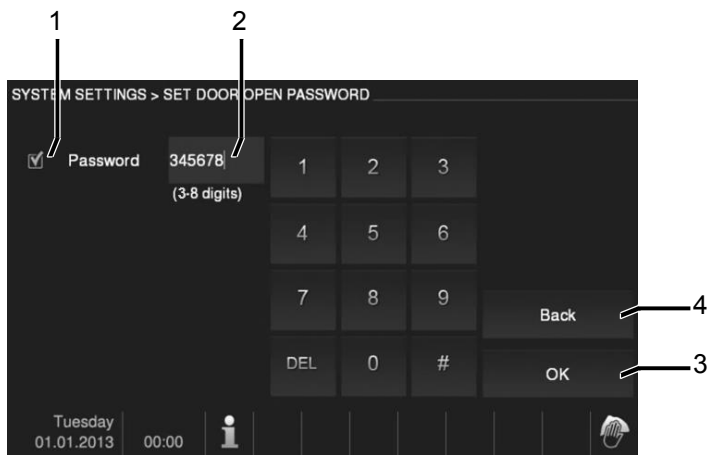 1 2
SYSTEM SETTINGS > SET DOOR OPEN PASSWORD
Password 345678
(3-8 digits)
1 2 3
4 5 6
7 8 9
Back
4
DEL 0 #
OK
3
Tuesday
01.01.2013 00:00 i